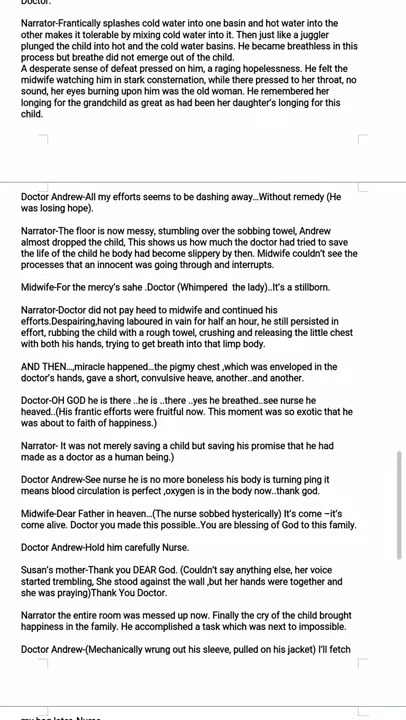 Doctor.
Narrator-Frantically splashes cold water into one basin and hot water into the
other makes it tolerable by mixing cold water into it. Then just like a juggler
plunged the child into hot and the cold water basins. He became breathless in this
process but breathe did not emerge out of the child.
A desperate sense of defeat pressed on him, a raging hopelessness. He felt the
midwife watching him in stark consternation, while there pressed to her throat, no
sound, her eyes burning upon him was the old woman. He remembered her
longing for the grandchild as great as had been her daughter's longing for this
child.
Doctor Andrew-All my efforts seems to be dashing away...Without remedy (He
was losing hope).
Narrator-The floor is now messy, stumbling over the sobbing towel, Andrew
almost dropped the child, This shows us how much the doctor had tried to save
the life of the child he body had become slippery by then. Midwife couldn't see the
processes that an innocent was going through and interrupts.
Midwife-For the mercy's sahe .Doctor (Whimpered the lady)..It's a stillborn.
Narrator-Doctor did not pay heed to midwife and continued his
efforts.Despairing,having laboured in vain for half an hour, he still persisted in
effort, rubbing the child with a rough towel, crushing and releasing the little chest
with both his hands, trying to get breath into that limp body.
AND THEN...,miracle happened...the pigmy chest ,which was enveloped in the
doctor's hands, gave a short, convulsive heave, another..and another.
Doctor-OH GOD he is there ..he is ..there ..yes he breathed..see nurse he
heaved..(His frantic efforts were fruitful now. This moment was so exotic that he
was about to faith of happiness.)
Narrator- It was not merely saving a child but saving his promise that he had
made as a doctor as a human being.)
Doctor Andrew-See nurse he is no more boneless his body is turning ping it
means blood circulation is perfect ,oxygen is in the body now..thank god.
Midwife-Dear Father in heaven...(The nurse sobbed hysterically) It's come –it's
come alive. Doctor you made this possible..You are blessing of God to this family.
Doctor Andrew-Hold him carefully Nurse.
Susan's mother-Thank you DEAR God. (Couldn't say anything else, her voice
started trembling, She stood against the wall ,but her hands were together and
she was praying)Thank You Doctor.
Narrator the entire room was messed up now. Finally the cry of the child brought
happiness in the family. He accomplished a task which was next to impossible.
Doctor Andrew-(Mechanically wrung out his sleeve, pulled on his jacket) I'll fetch
my bag later, Nurse.